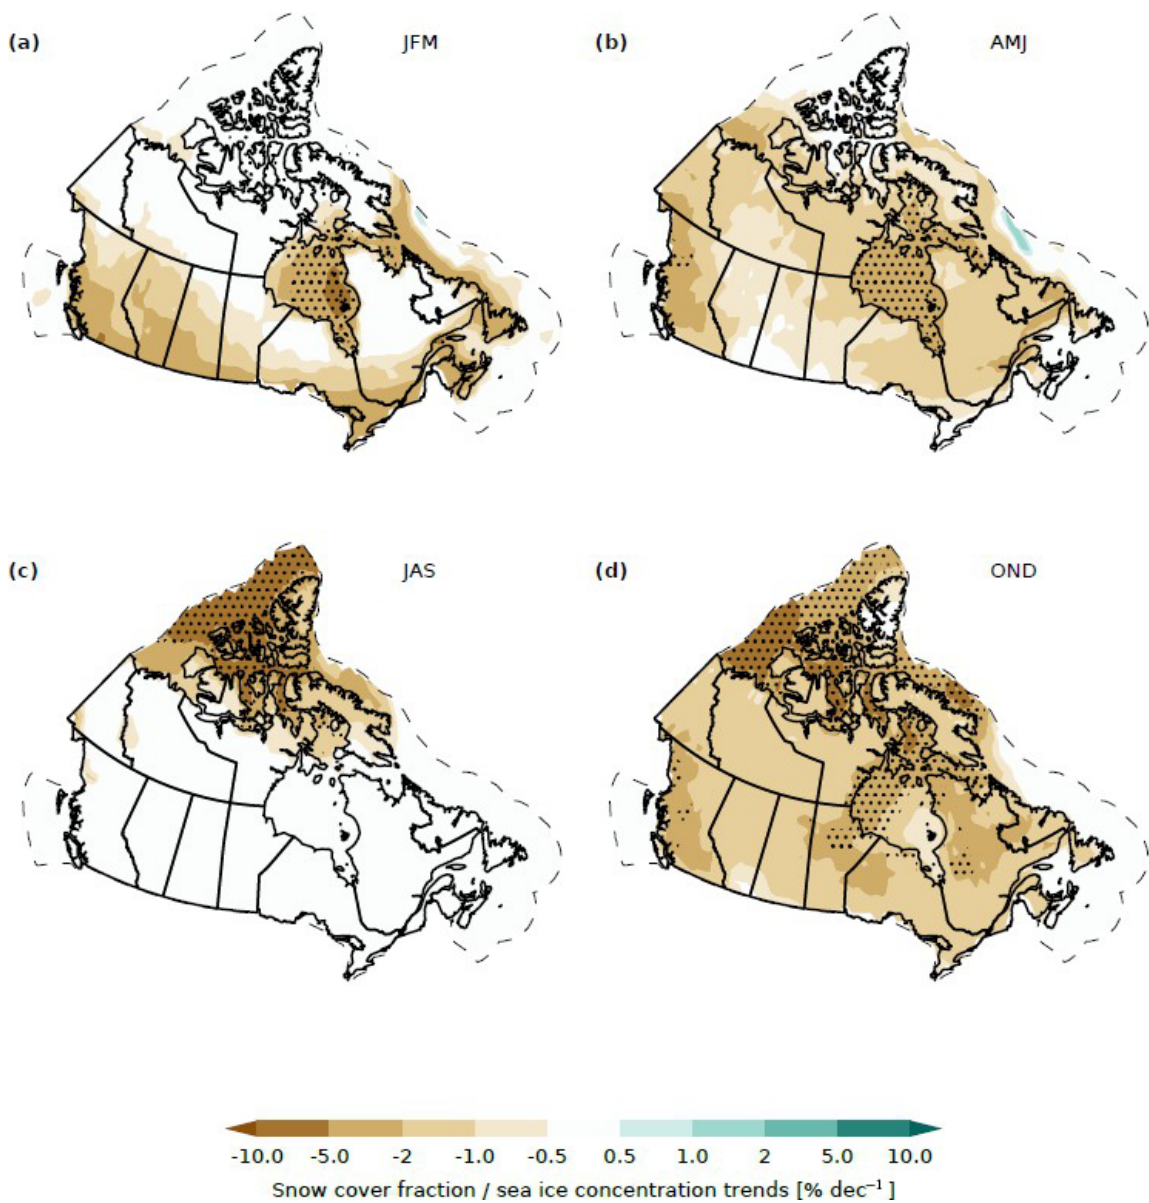 (a) JFM (b) AMJ
(c) JAS (d) OND
-10.0 -5.0 -2 -1.0 -0.5 0.5 1.0 2 5.0 10.0
Snow cover fraction / sea ice concentration trends [% dec⁻¹ ]